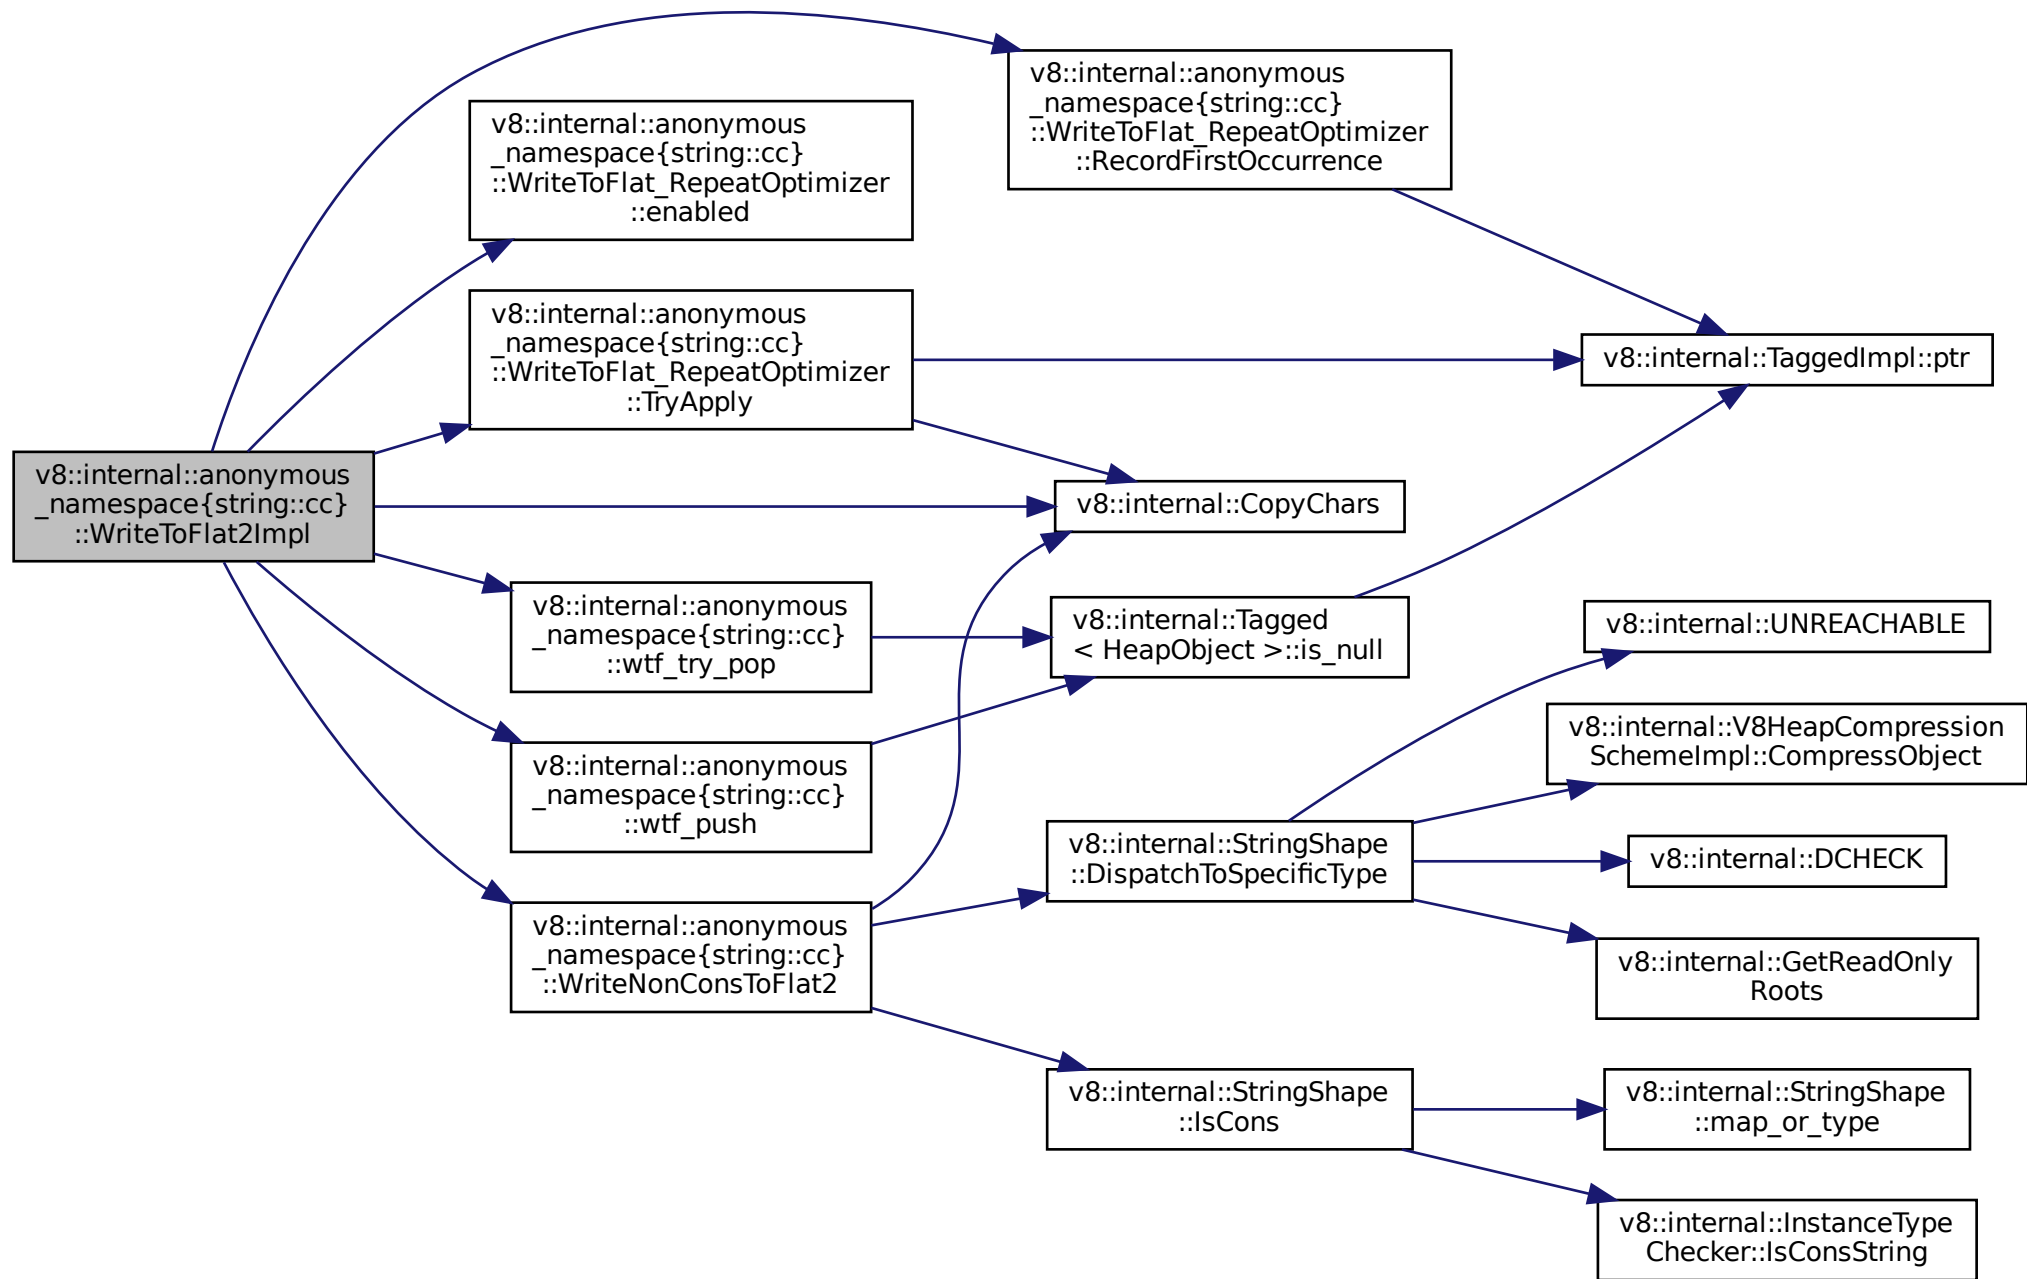 v8::internal::anonymous
_namespace{string::cc}
::WriteToFlat2Impl
v8::internal::anonymous
_namespace{string::cc}
::WriteToFlat_RepeatOptimizer
::enabled
v8::internal::anonymous
_namespace{string::cc}
::WriteToFlat_RepeatOptimizer
::TryApply
v8::internal::anonymous
_namespace{string::cc}
::wtf_try_pop
v8::internal::anonymous
_namespace{string::cc}
::wtf_push
v8::internal::anonymous
_namespace{string::cc}
::WriteNonConsToFlat2
v8::internal::anonymous
_namespace{string::cc}
::WriteToFlat_RepeatOptimizer
::RecordFirstOccurrence
v8::internal::CopyChars
v8::internal::Tagged
< HeapObject >::is_null
v8::internal::StringShape
::DispatchToSpecificType
v8::internal::StringShape
::IsCons
v8::internal::TaggedImpl::ptr
v8::internal::UNREACHABLE
v8::internal::V8HeapCompression
SchemeImpl::CompressObject
v8::internal::DCHECK
v8::internal::GetReadOnly
Roots
v8::internal::StringShape
::map_or_type
v8::internal::InstanceType
Checker::IsConsString